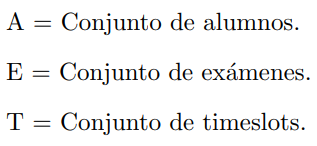 A = Conjunto de alumnos.
E = Conjunto de exámenes.
T = Conjunto de timeslots.